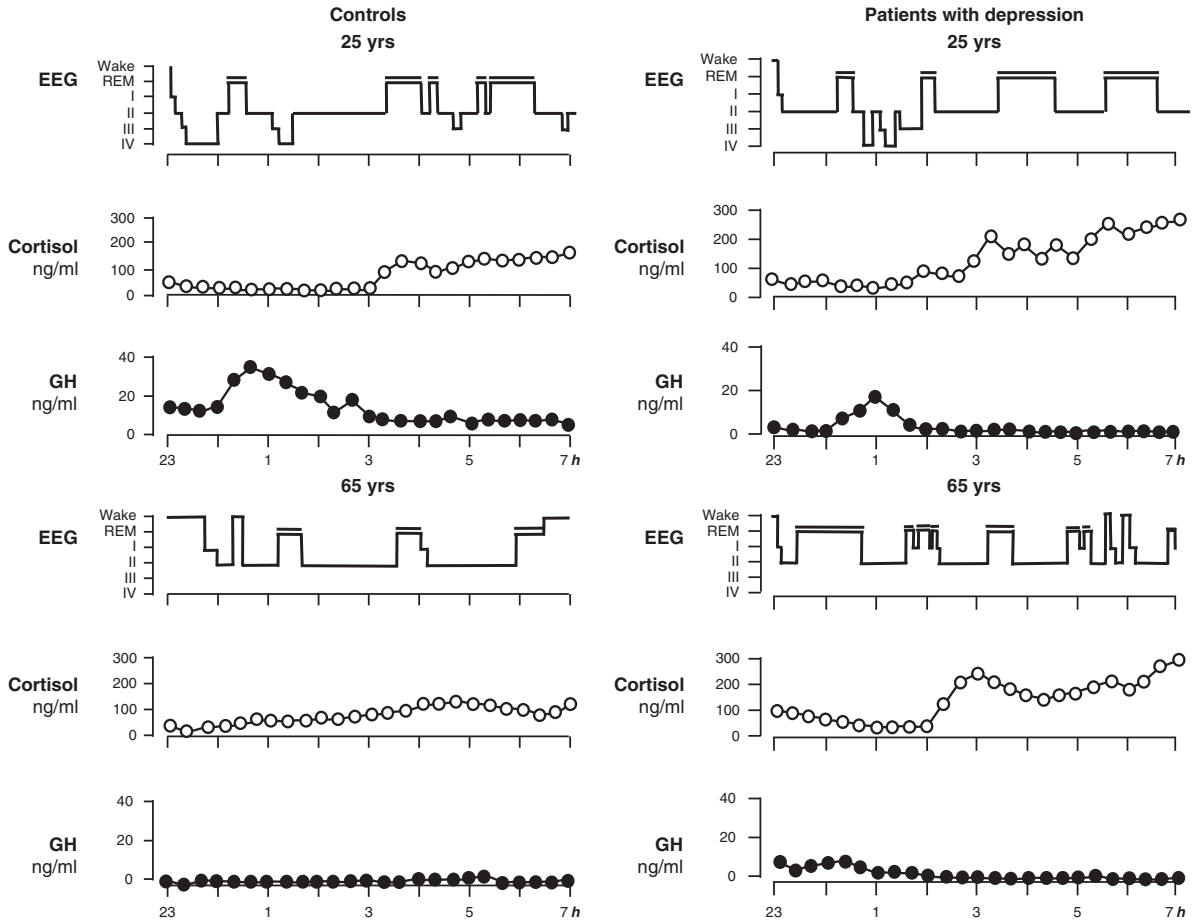 Controls
25 yrs
EEG
Wake
REM
I
II
III
IV
Cortisol
ng/ml
300
200
100
0
GH
ng/ml
40
20
0
23 1 3 5 7 h
65 yrs
EEG
Wake
REM
I
II
III
IV
Cortisol
ng/ml
300
200
100
0
GH
ng/ml
40
20
0
23 1 3 5 7 h
Patients with depression
25 yrs
EEG
Wake
REM
I
II
III
IV
Cortisol
ng/ml
300
200
100
0
GH
ng/ml
40
20
0
23 1 3 5 7 h
65 yrs
EEG
Wake
REM
I
II
III
IV
Cortisol
ng/ml
300
200
100
0
GH
ng/ml
40
20
0
23 1 3 5 7 h